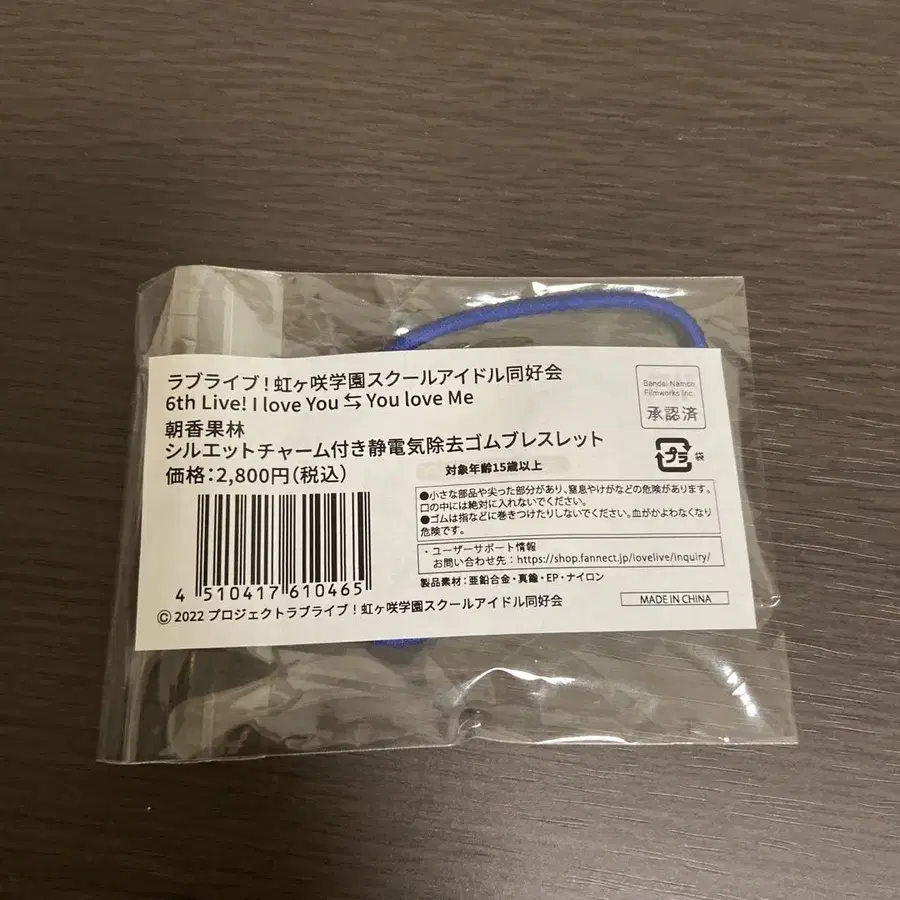 ラブライブ！虹ヶ咲学園スクールアイドル同好会
6th Live! I love You ⇆ You love Me
朝香果林
シルエットチャーム付き静電気除去ゴムブレスレット
価格：2,800円（税込）
対象年齢15歳以上
Bandai Namco
Filmworks Inc.
承認済
プラ
袋
●小さな部品や尖った部分があり、窒息やけがなどの危険があります。
口の中には絶対に入れないでください。
●ゴムは指などに巻きつけたりしないでください。血がかよわなくなり
危険です。
・ユーザーサポート情報
お問い合わせ先：https://shop.fannect.jp/lovelive/inquiry/
製品素材：亜鉛合金・真鍮・EP・ナイロン
4 510417 610465
© 2022 プロジェクトラブライブ！虹ヶ咲学園スクールアイドル同好会
MADE IN CHINA